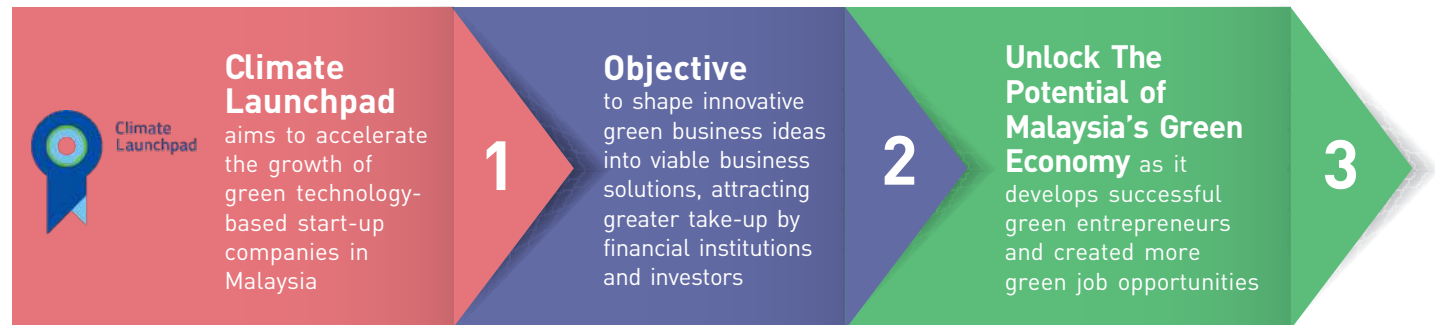 Climate
Launchpad
Climate
Launchpad
aims to accelerate
the growth of
green technology-
based start-up
companies in
Malaysia
1
Objective
to shape innovative
green business ideas
into viable business
solutions, attracting
greater take-up by
financial institutions
and investors
2
Unlock The
Potential of
Malaysia's Green
Economy as it
develops successful
green entrepreneurs
and created more
green job opportunities
3